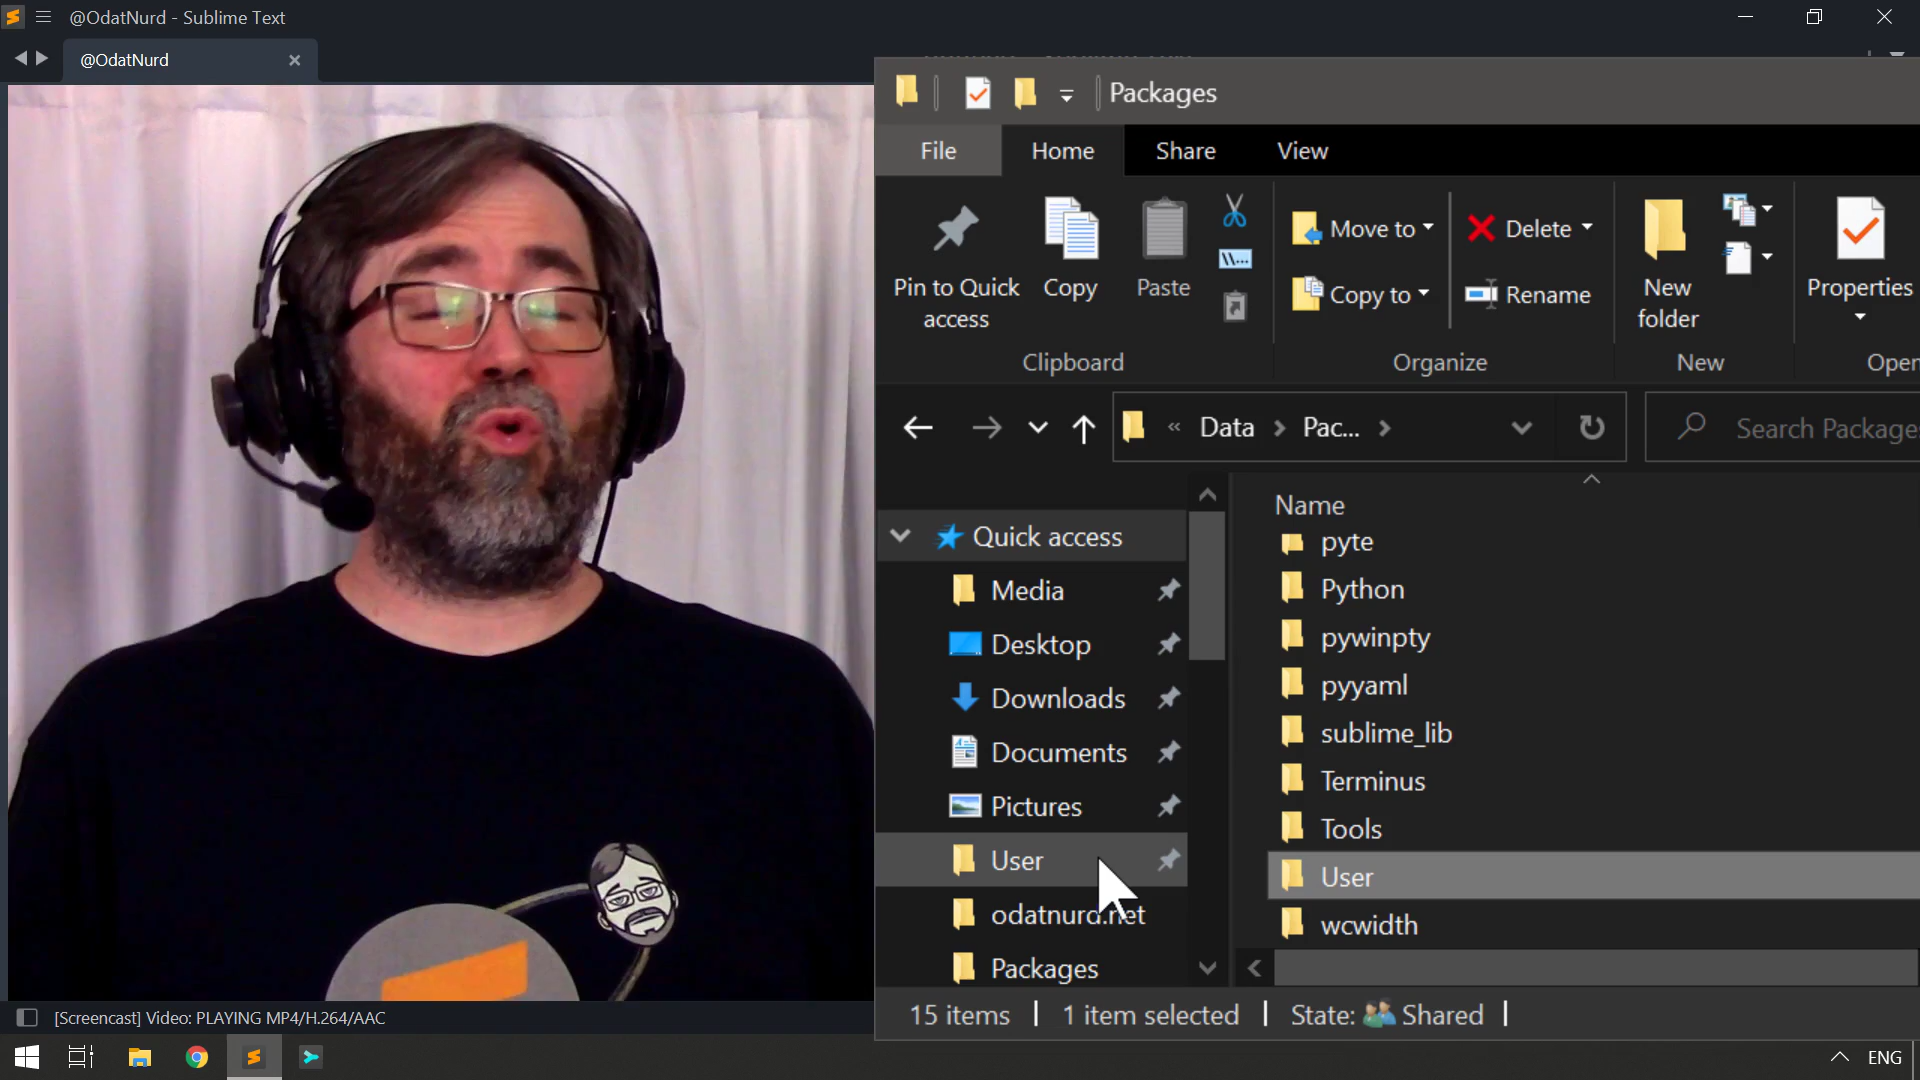 @OdatNurd - Sublime Text
@OdatNurd
Packages
File
Home
Share
View
Pin to Quick
access
Copy
Paste
Clipboard
Move to
Copy to
Delete
Rename
Organize
New
folder
New
Properties
Open
« Data > Pac... >
Search Package
Quick access
Media
Desktop
Downloads
Documents
Pictures
User
odatnurd.net
Packages
Name
pyte
Python
pywinpty
pyyaml
sublime_lib
Terminus
Tools
User
wcwidth
15 items
1 item selected
State: Shared
[Screencast] Video: PLAYING MP4/H.264/AAC
ENG